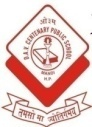 ओ३म्
D.A.V. CENTENARY PUBLIC SCHOOL
MANDI
H.P.
तमसो मा ज्योतिर्गमय